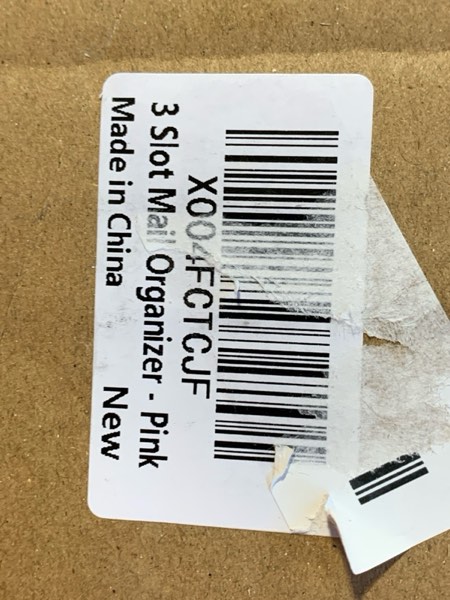 X004FCTCJF
3 Slot Mail Organizer - Pink
Made in China
New